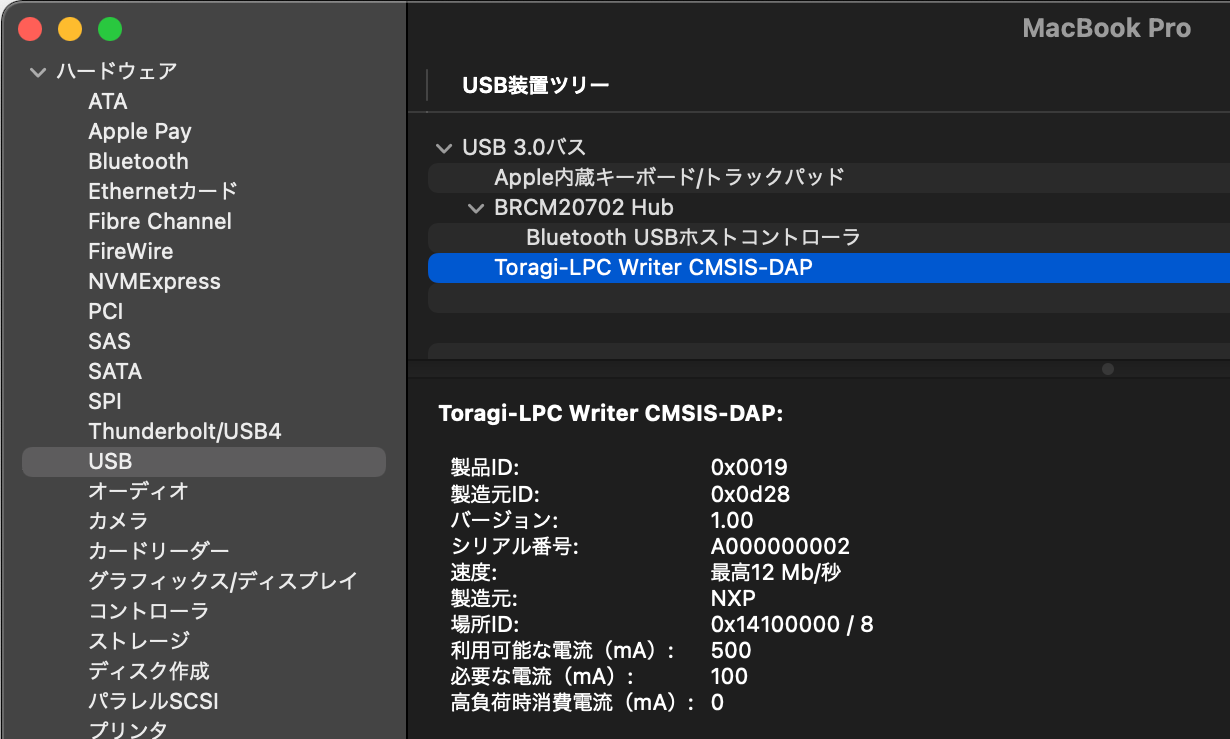 MacBook Pro
ハードウェア
ATA
Apple Pay
Bluetooth
Ethernetカード
Fibre Channel
FireWire
NVMExpress
PCI
SAS
SATA
SPI
Thunderbolt/USB4
USB
オーディオ
カメラ
カードリーダー
グラフィックス/ディスプレイ
コントローラ
ストレージ
ディスク作成
パラレルSCSI
プリンタ
USB装置ツリー
USB 3.0バス
Apple内蔵キーボード/トラックパッド
BRCM20702 Hub
Bluetooth USBホストコントローラ
Toragi-LPC Writer CMSIS-DAP
Toragi-LPC Writer CMSIS-DAP:
製品ID: 0x0019
製造元ID: 0x0d28
バージョン: 1.00
シリアル番号: A000000002
速度: 最高12 Mb/秒
製造元: NXP
場所ID: 0x14100000 / 8
利用可能な電流（mA）: 500
必要な電流（mA）: 100
高負荷時消費電流（mA）: 0